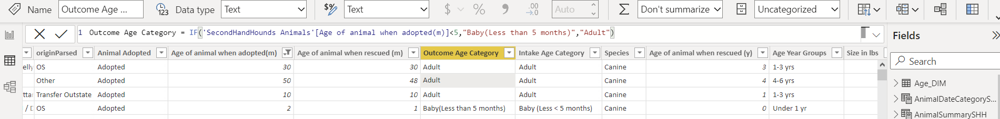 Name Outcome Age ... Data type Text $% Text $ % 9 .00 →.0 Auto Σ Don't summarize Uncategorized
1 Outcome Age Category = IF('SecondHandHounds Animals'[Age of animal when adopted(m)]<5,"Baby(Less than 5 months)","Adult")
Fields
originParsed Animal Adopted Age of animal when adopted(m) Age of animal when rescued (m) Outcome Age Category Intake Age Category Species Age of animal when rescued (y) Age Year Groups Size in lbs
Search
elly OS Adopted 30 30 Adult Adult Canine 3 1-3 yrs
Other Adopted 50 48 Adult Adult Canine 4 4-6 yrs
Age_DIM
ttar Transfer Outstate Adopted 10 10 Adult Adult Canine 1 1-3 yrs
AnimalDateCategoryS...
/ D OS Adopted 2 1 Baby(Less than 5 months) Baby (Less < 5 months) Canine 0 Under 1 yr
AnimalSummarySHH